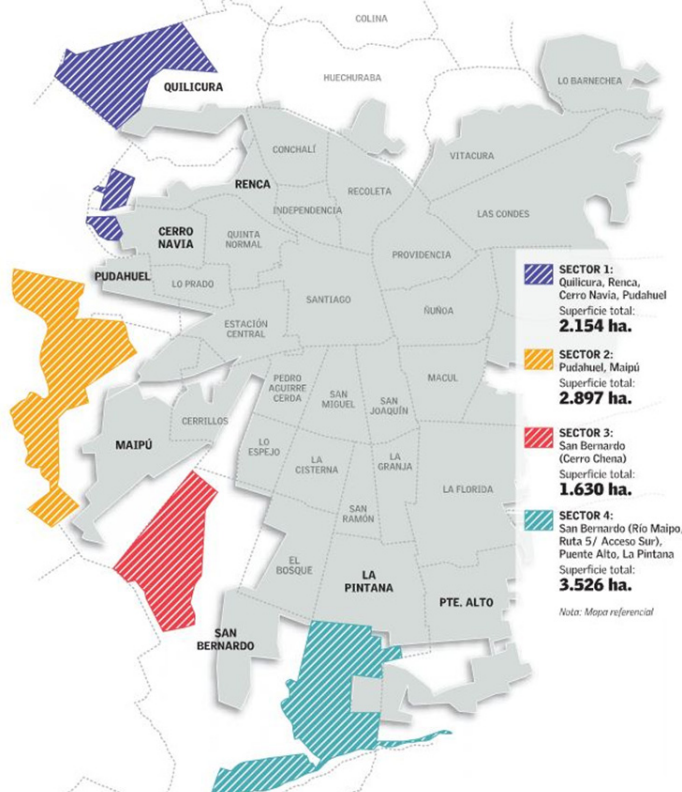 COLINA
HUECHURABA
LO BARNECHEA
QUILICURA
CONCHALÍ
VITACURA
RENCA
RECOLETA
INDEPENDENCIA
LAS CONDES
CERRO
NAVIA
QUINTA
NORMAL
PROVIDENCIA
PUDAHUEL
LO PRADO
SANTIAGO
ÑUÑOA
ESTACIÓN
CENTRAL
PEDRO
AGUIRRE
CERDA
SAN
MIGUEL
SAN
JOAQUÍN
MACUL
CERRILLOS
MAIPÚ
LO
ESPEJO
LA
CISTERNA
LA
GRANJA
LA FLORIDA
SAN
RAMÓN
EL
BOSQUE
LA
PINTANA
PTE. ALTO
SAN
BERNARDO
SECTOR 1:
Quilicura, Renca,
Cerro Navia, Pudahuel
Superficie total:
2.154 ha.
SECTOR 2:
Pudahuel, Maipú
Superficie total:
2.897 ha.
SECTOR 3:
San Bernardo
(Cerro Chena)
Superficie total:
1.630 ha.
SECTOR 4:
San Bernardo (Río Maipo,
Ruta 5/ Acceso Sur),
Puente Alto, La Pintana
Superficie total:
3.526 ha.
Nota: Mapa referencial